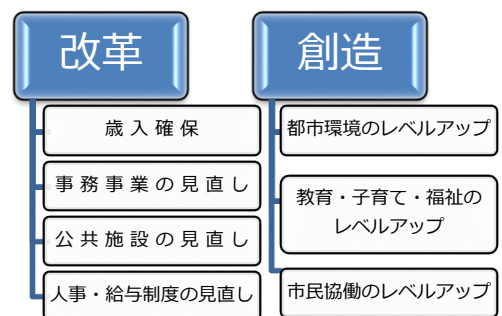 改革
歳入確保
事務事業の見直し
公共施設の見直し
人事・給与制度の見直し
創造
都市環境のレベルアップ
教育・子育て・福祉の
レベルアップ
市民協働のレベルアップ